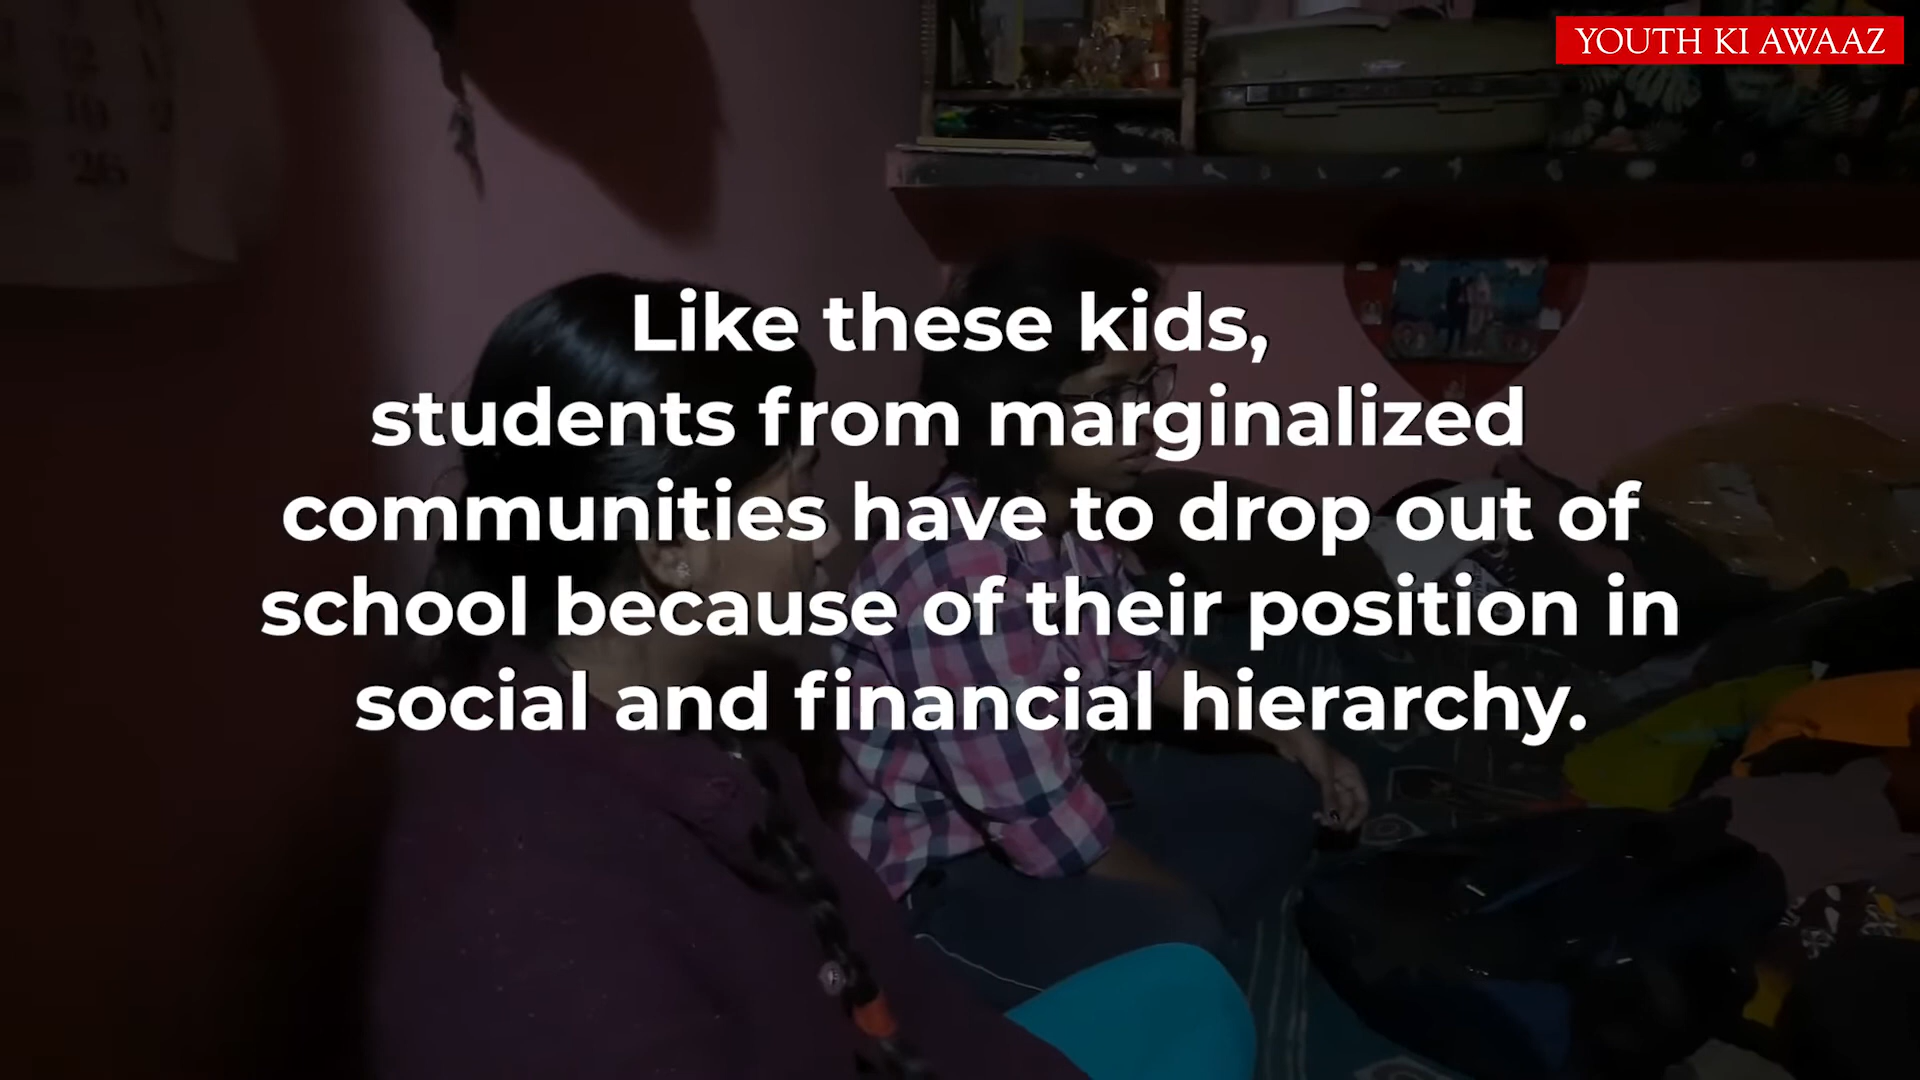 YOUTH KI AWAAZ
Like these kids,
students from marginalized
communities have to drop out of
school because of their position in
social and financial hierarchy.